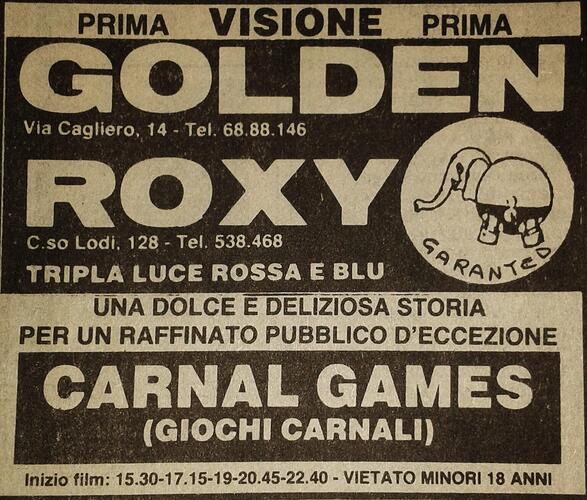 PRIMA VISIONE PRIMA
GOLDEN
Via Cagliero, 14 - Tel. 68.88.146
ROXY
C.so Lodi, 128 - Tel. 538.468
GARANTED
TRIPLA LUCE ROSSA E BLU
UNA DOLCE E DELIZIOSA STORIA
PER UN RAFFINATO PUBBLICO D'ECCEZIONE
CARNAL GAMES
(GIOCHI CARNALI)
Inizio film: 15.30-17.15-19-20.45-22.40 - VIETATO MINORI 18 ANNI